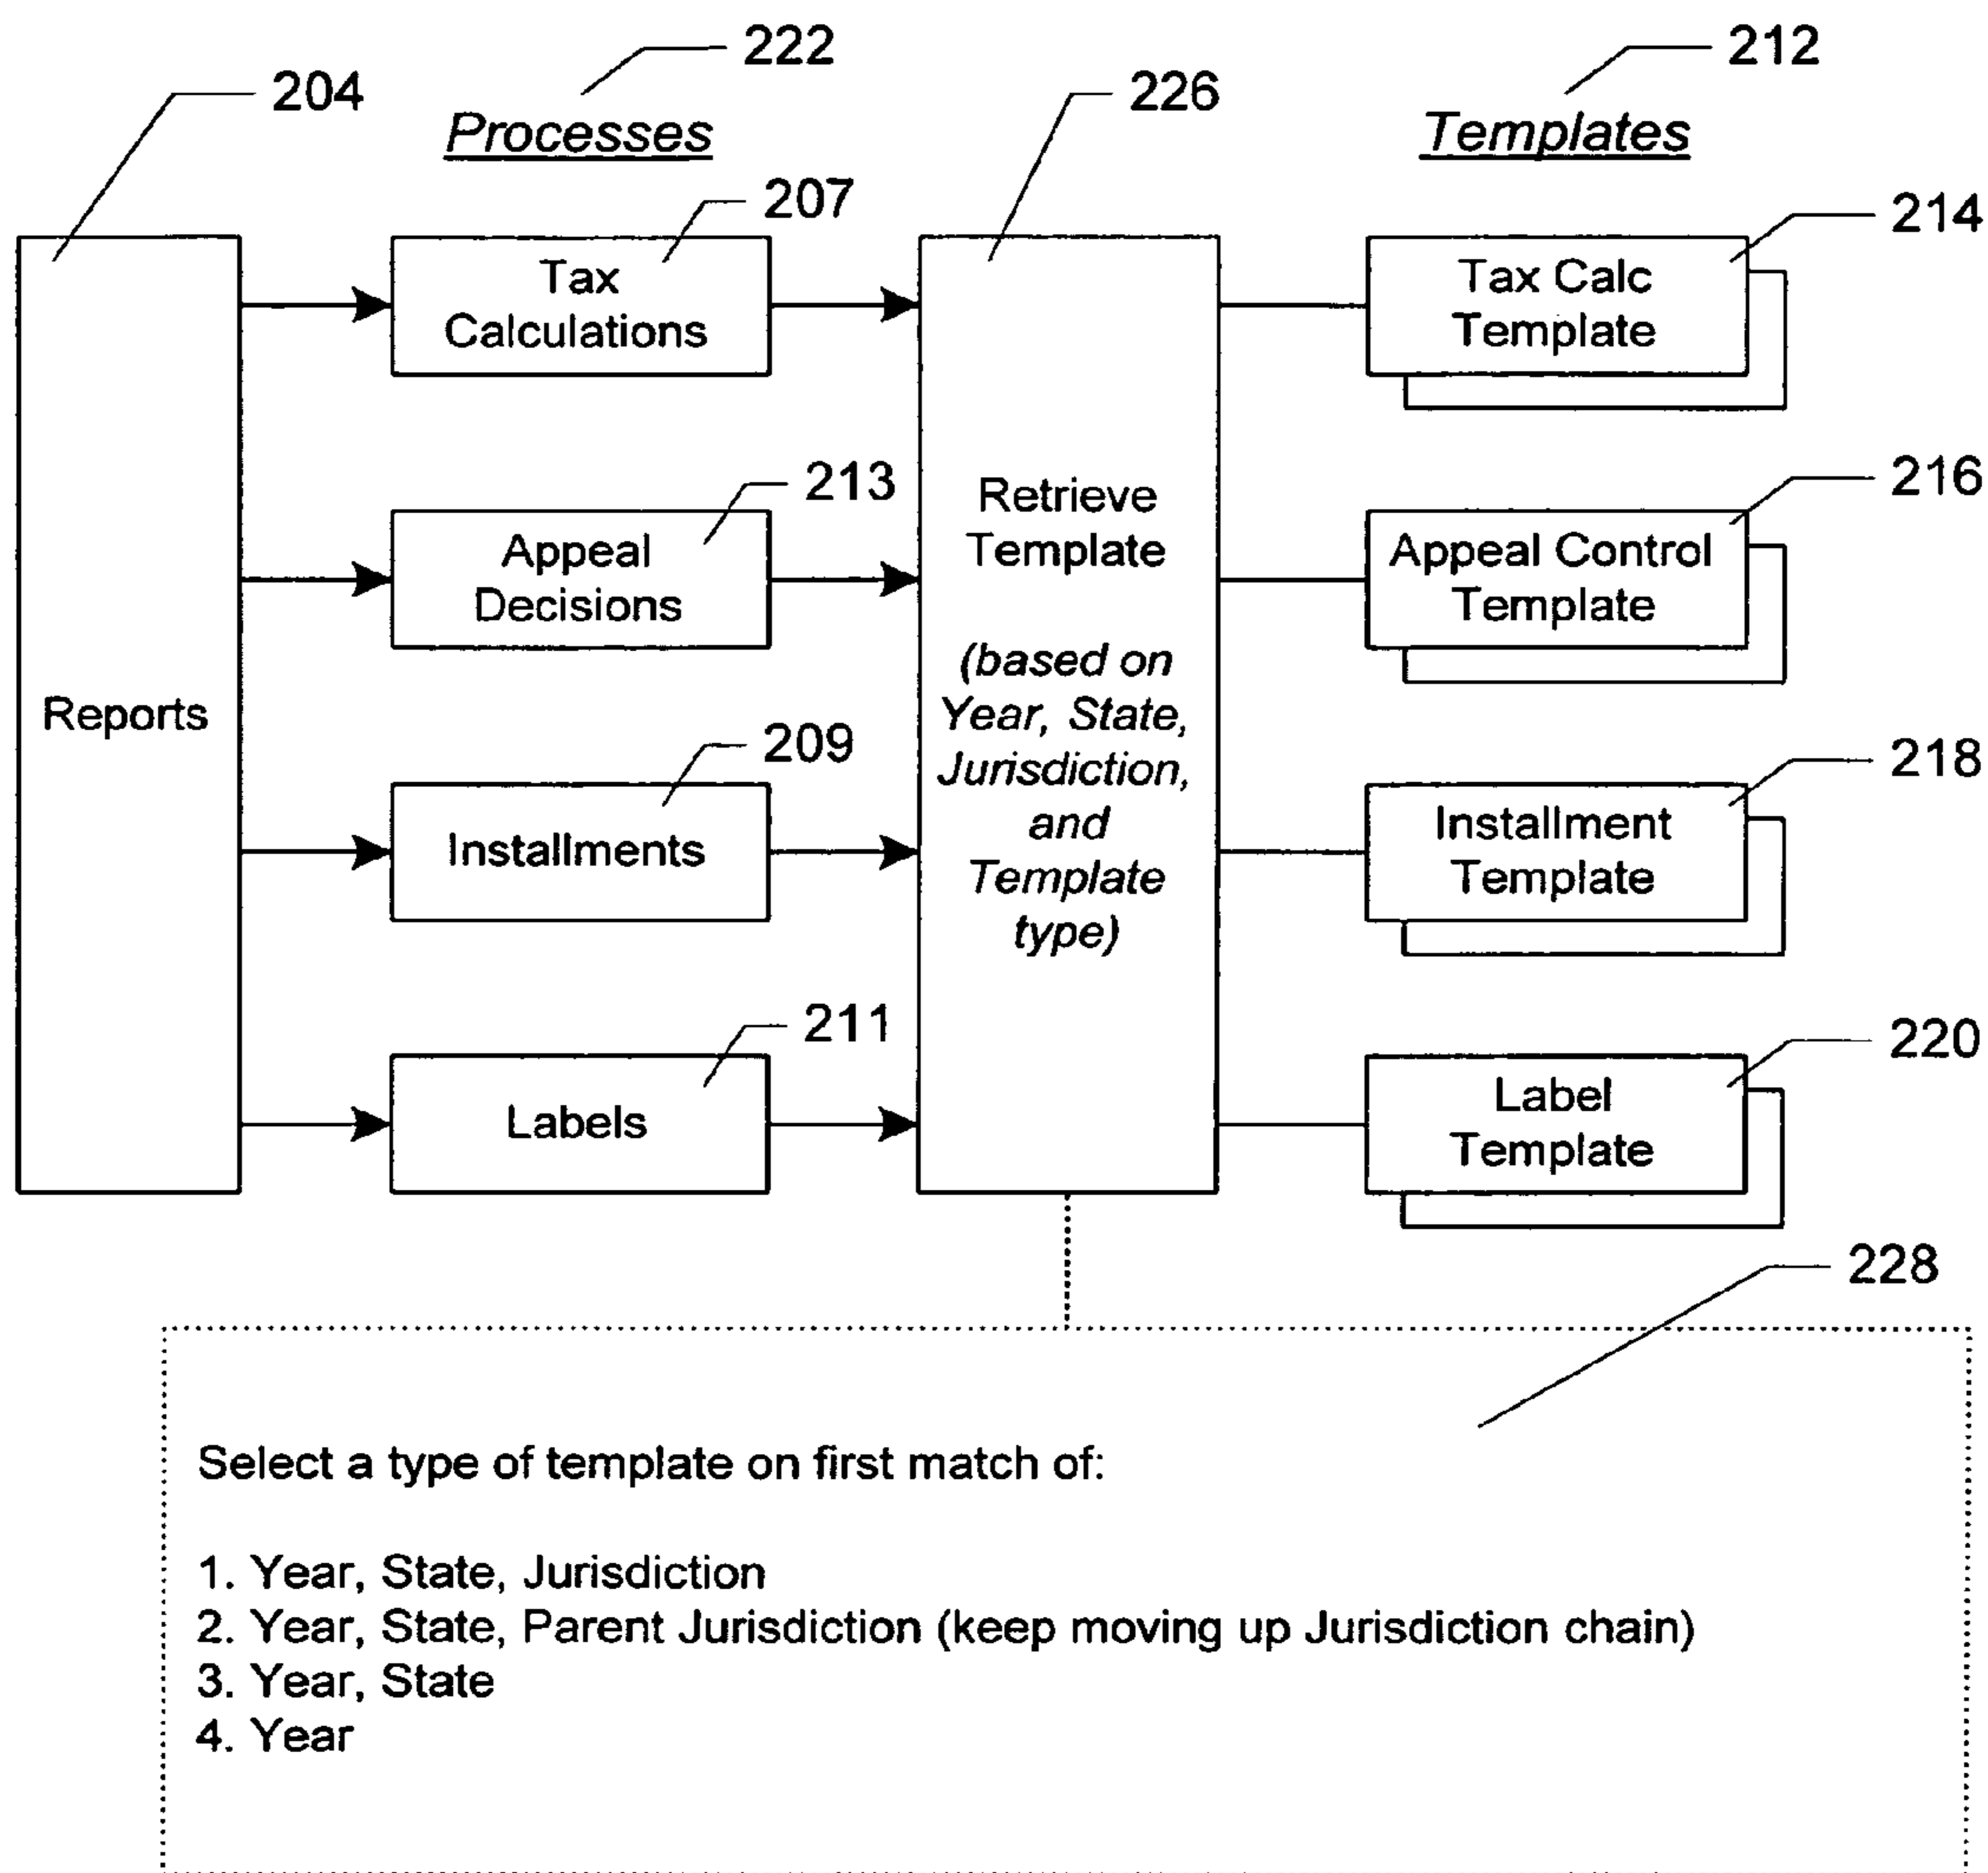 222
212
204
226
Processes
Templates
207
214
Tax
Calculations
Tax Calc
Template
213
216
Retrieve
Template
Appeal
Decisions
Appeal Control
Template
(based on
Year, State,
Jurisdiction,
and
Template
type)
Reports
209
218
Installments
Installment
Template
211
220
Labels
Label
Template
228
Select a type of template on first match of:
1. Year, State, Jurisdiction
2. Year, State, Parent Jurisdiction (keep moving up Jurisdiction chain)
3. Year, State
4. Year